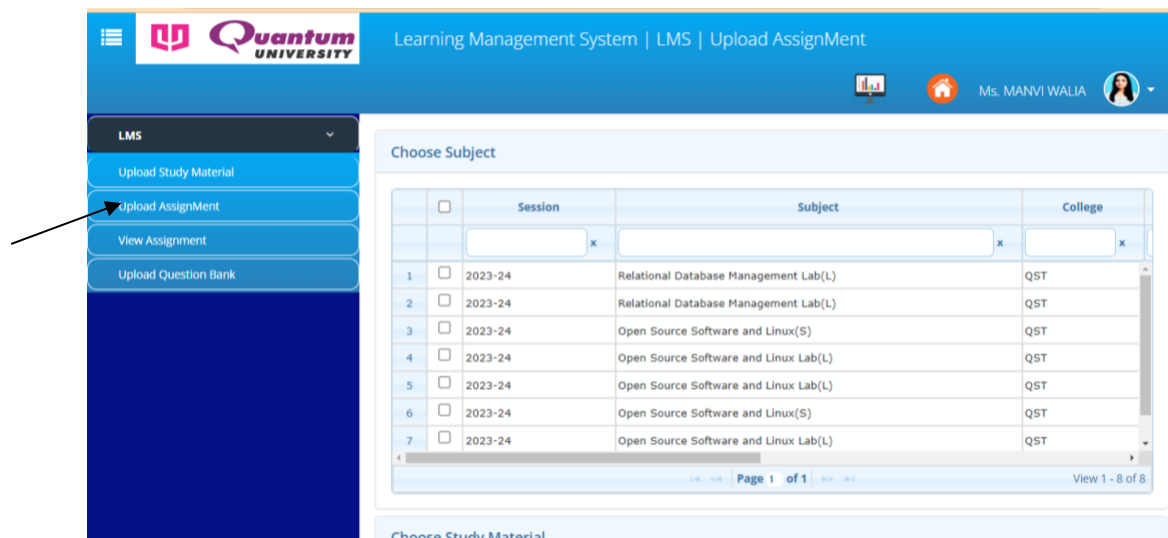 Quantum
UNIVERSITY
Learning Management System | LMS | Upload AssignMent
Ms. MANVI WALIA
LMS
Upload Study Material
Upload AssignMent
View Assignment
Upload Question Bank
Choose Subject
Session Subject College
x x x
1 2023-24 Relational Database Management Lab(L) QST
2 2023-24 Relational Database Management Lab(L) QST
3 2023-24 Open Source Software and Linux(S) QST
4 2023-24 Open Source Software and Linux Lab(L) QST
5 2023-24 Open Source Software and Linux Lab(L) QST
6 2023-24 Open Source Software and Linux(S) QST
7 2023-24 Open Source Software and Linux Lab(L) QST
Page 1 of 1 View 1 - 8 of 8
Choose Study Material